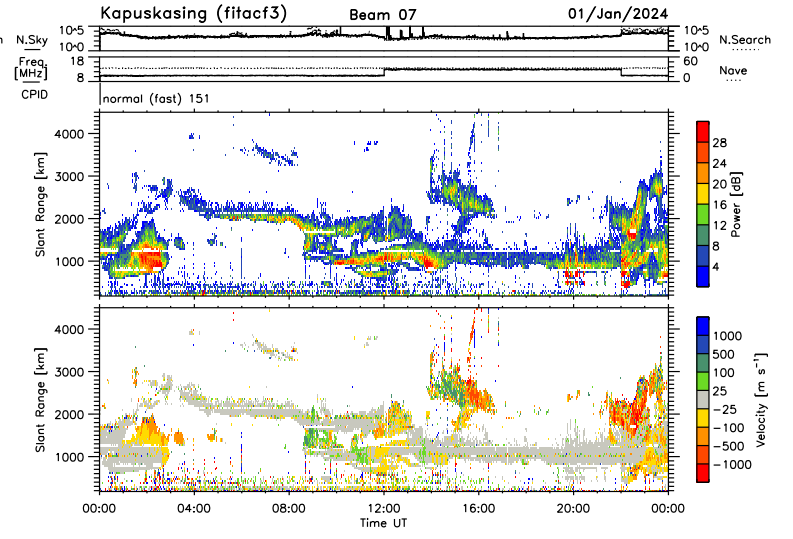 Kapuskasing (fitacf3) Beam 07 01/Jan/2024
N.Sky 10^5 10^0 10^5 10^0 N.Search
Freq. [MHz] 18 8 60 0 Nave
CPID normal (fast) 151
Slant Range [km] 4000 3000 2000 1000
28 24 20 16 12 8 4 Power [dB]
Slant Range [km] 4000 3000 2000 1000
1000 500 100 25 -25 -100 -500 -1000 Velocity [m s^-1]
00:00 04:00 08:00 12:00 16:00 20:00 00:00
Time UT